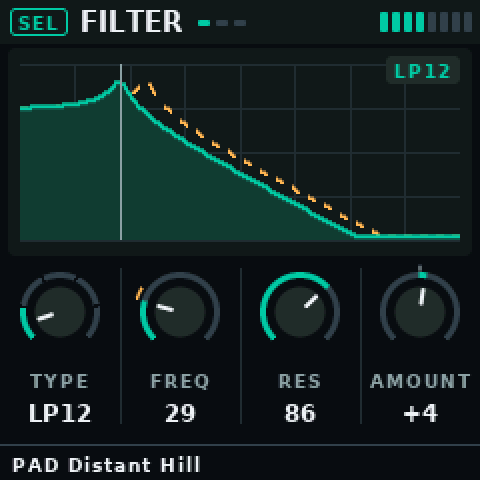 SEL FILTER
LP12
TYPE FREQ RES AMOUNT
LP12 29 86 +4
PAD Distant Hill